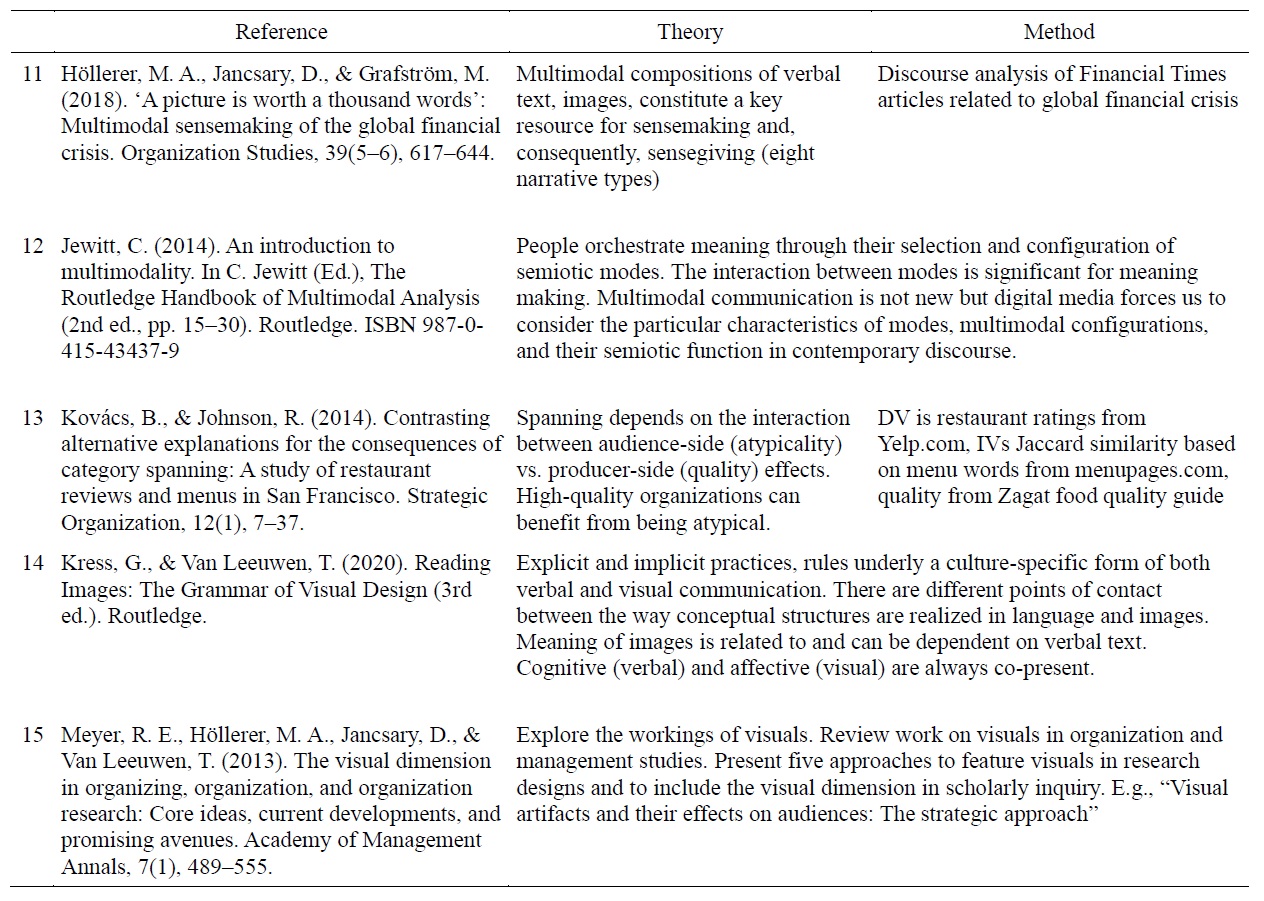 Reference Theory Method
11 Höllerer, M. A., Jancsary, D., & Grafström, M.
(2018). ‘A picture is worth a thousand words’:
Multimodal sensemaking of the global financial
crisis. Organization Studies, 39(5–6), 617–644.
Multimodal compositions of verbal
text, images, constitute a key
resource for sensemaking and,
consequently, sensegiving (eight
narrative types)
Discourse analysis of Financial Times
articles related to global financial crisis
12 Jewitt, C. (2014). An introduction to
multimodality. In C. Jewitt (Ed.), The
Routledge Handbook of Multimodal Analysis
(2nd ed., pp. 15–30). Routledge. ISBN 987-0-
415-43437-9
People orchestrate meaning through their selection and configuration of
semiotic modes. The interaction between modes is significant for meaning
making. Multimodal communication is not new but digital media forces us to
consider the particular characteristics of modes, multimodal configurations,
and their semiotic function in contemporary discourse.
13 Kovács, B., & Johnson, R. (2014). Contrasting
alternative explanations for the consequences of
category spanning: A study of restaurant
reviews and menus in San Francisco. Strategic
Organization, 12(1), 7–37.
Spanning depends on the interaction
between audience-side (atypicality)
vs. producer-side (quality) effects.
High-quality organizations can
benefit from being atypical.
DV is restaurant ratings from
Yelp.com, IVs Jaccard similarity based
on menu words from menupages.com,
quality from Zagat food quality guide
14 Kress, G., & Van Leeuwen, T. (2020). Reading
Images: The Grammar of Visual Design (3rd
ed.). Routledge.
Explicit and implicit practices, rules underly a culture-specific form of both
verbal and visual communication. There are different points of contact
between the way conceptual structures are realized in language and images.
Meaning of images is related to and can be dependent on verbal text.
Cognitive (verbal) and affective (visual) are always co-present.
15 Meyer, R. E., Höllerer, M. A., Jancsary, D., &
Van Leeuwen, T. (2013). The visual dimension
in organizing, organization, and organization
research: Core ideas, current developments, and
promising avenues. Academy of Management
Annals, 7(1), 489–555.
Explore the workings of visuals. Review work on visuals in organization and
management studies. Present five approaches to feature visuals in research
designs and to include the visual dimension in scholarly inquiry. E.g., “Visual
artifacts and their effects on audiences: The strategic approach”